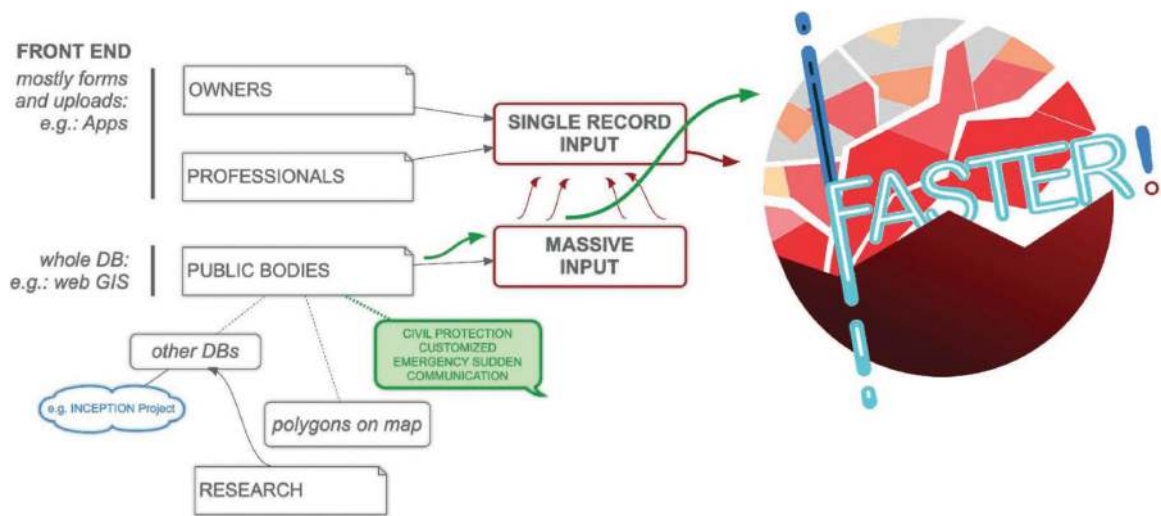 FRONT END
mostly forms
and uploads:
e.g.: Apps
OWNERS
PROFESSIONALS
SINGLE RECORD
INPUT
whole DB:
e.g.: web GIS
PUBLIC BODIES
MASSIVE
INPUT
other DBs
e.g. INCEPTION Project
polygons on map
CIVIL PROTECTION
CUSTOMIZED
EMERGENCY SUDDEN
COMMUNICATION
RESEARCH
FASTER!